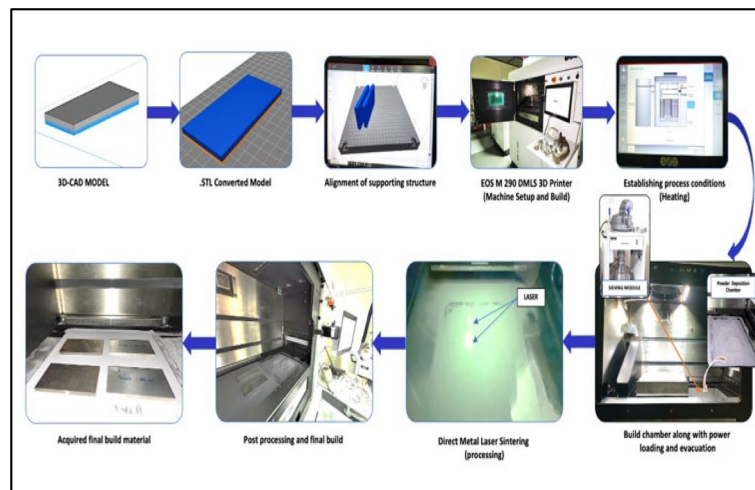 3D-CAD MODEL
.STL Converted Model
Alignment of supporting structure
EOS M 290 DMLS 3D Printer
(Machine Setup and Build)
Establishing process conditions
(Heating)
SIEVING MODULE
Powder Deposition
Chamber
Build chamber along with power
loading and evacuation
LASER
Direct Metal Laser Sintering
(processing)
Post processing and final build
Acquired final build material